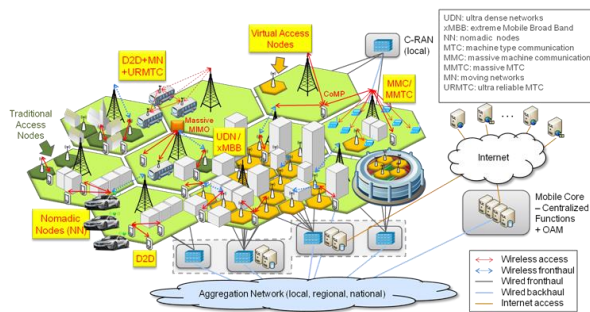 UDN: ultra dense networks
xMBB: extreme Mobile Broad Band
NN: nomadic nodes
MTC: machine type communication
MMC: massive machine communication
MMTC: massive MTC
MN: moving networks
URMTC: ultra reliable MTC
C-RAN
(local)
Virtual Access
Nodes
D2D+MN
+URMTC
CoMP
MMC/
MMTC
Traditional
Access
Nodes
Massive
MIMO
UDN /
xMBB
Internet
Nomadic
Nodes (NN)
D2D
Mobile Core
– Centralized
Functions
+ OAM
Aggregation Network (local, regional, national)
Wireless access
Wireless fronthaul
Wired fronthaul
Wired backhaul
Internet access